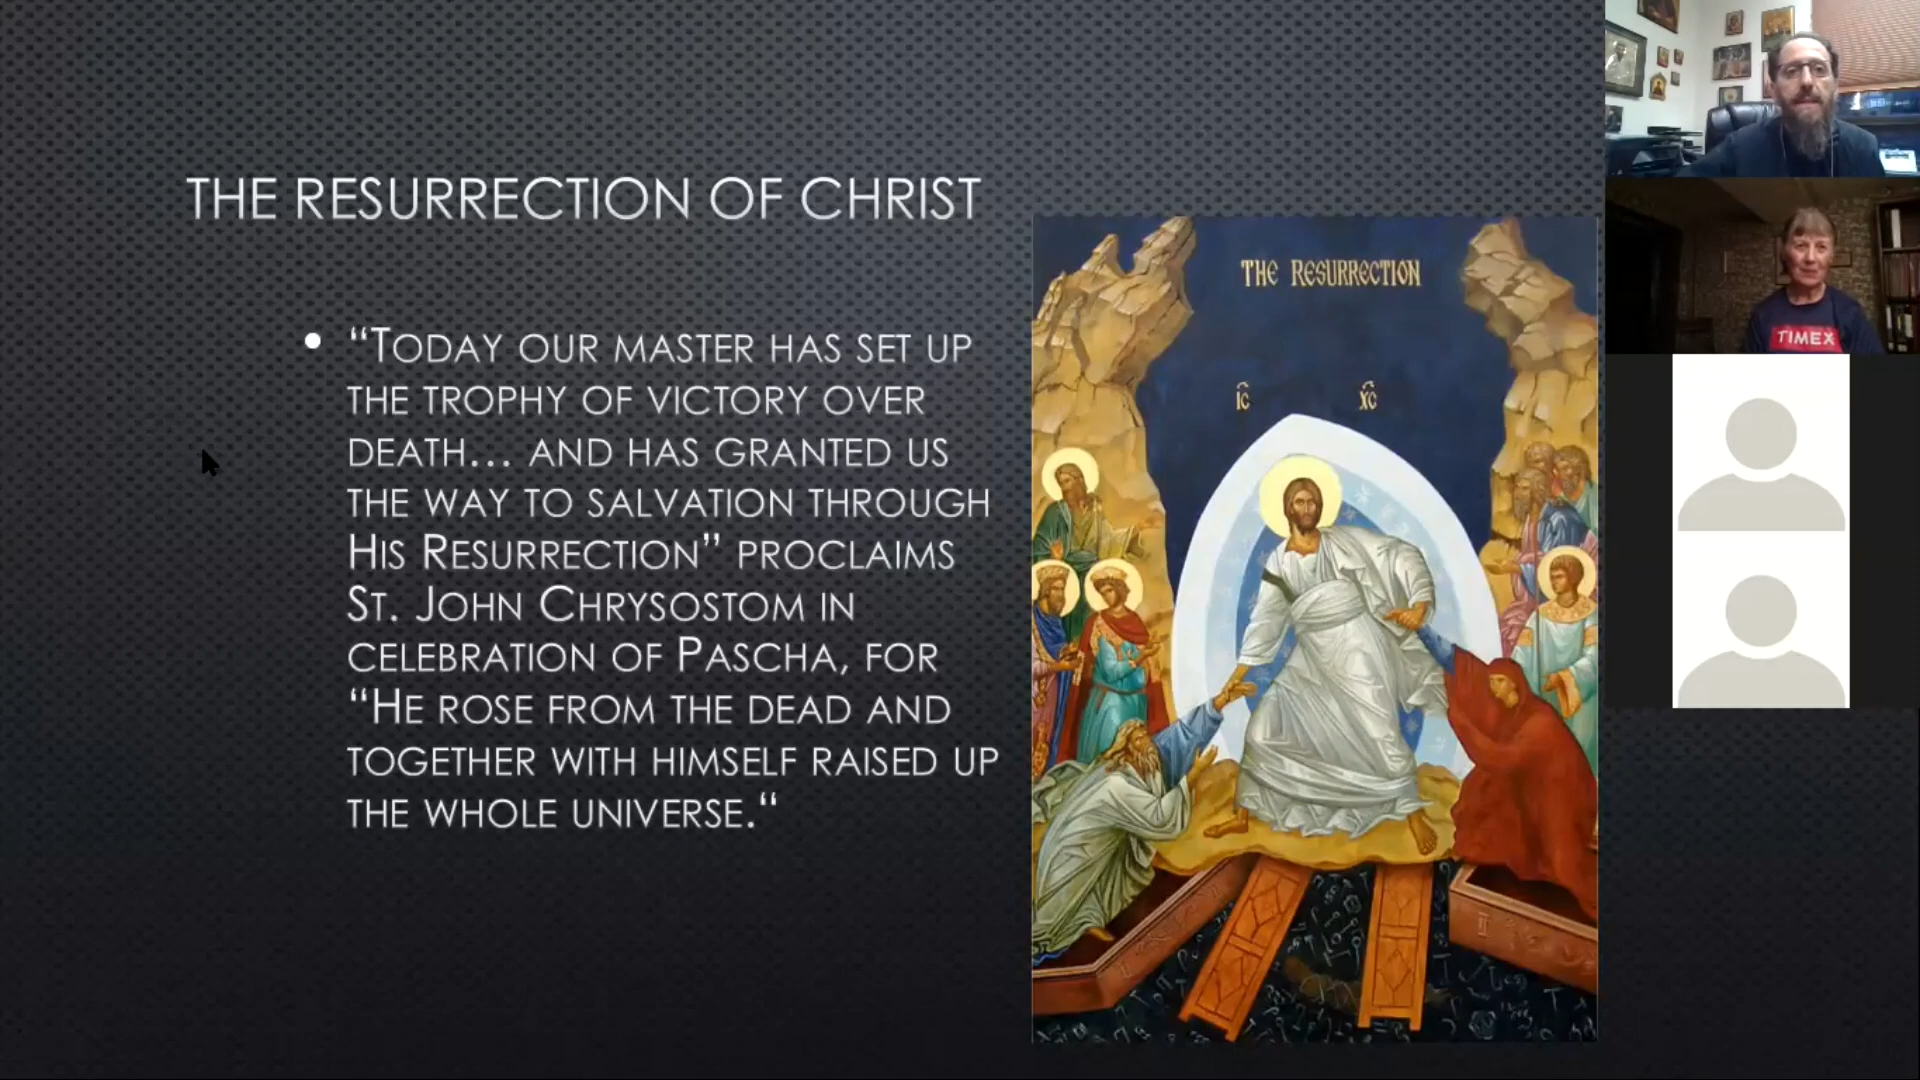 THE RESURRECTION OF CHRIST
• “TODAY OUR MASTER HAS SET UP
THE TROPHY OF VICTORY OVER
DEATH... AND HAS GRANTED US
THE WAY TO SALVATION THROUGH
HIS RESURRECTION” PROCLAIMS
ST. JOHN CHRYSOSTOM IN
CELEBRATION OF PASCHA, FOR
“HE ROSE FROM THE DEAD AND
TOGETHER WITH HIMSELF RAISED UP
THE WHOLE UNIVERSE.“
THE RESURRECTION
IC XC
TIMEX